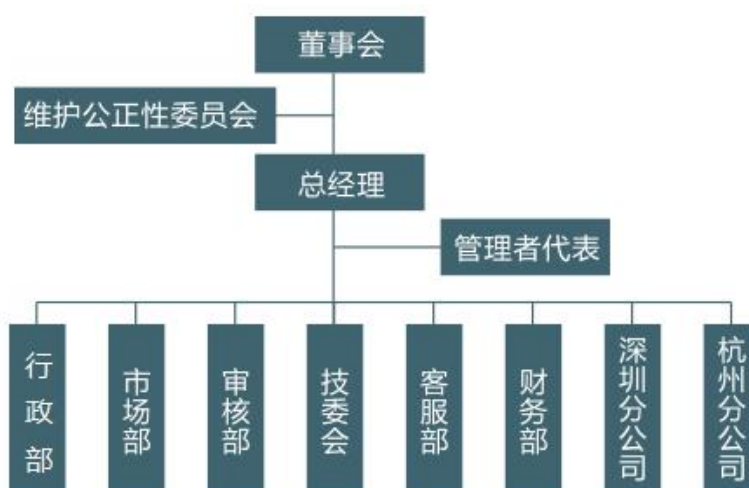 董事会
维护公正性委员会
总经理
管理者代表
行政部
市场部
审核部
技委会
客服部
财务部
深圳分公司
杭州分公司